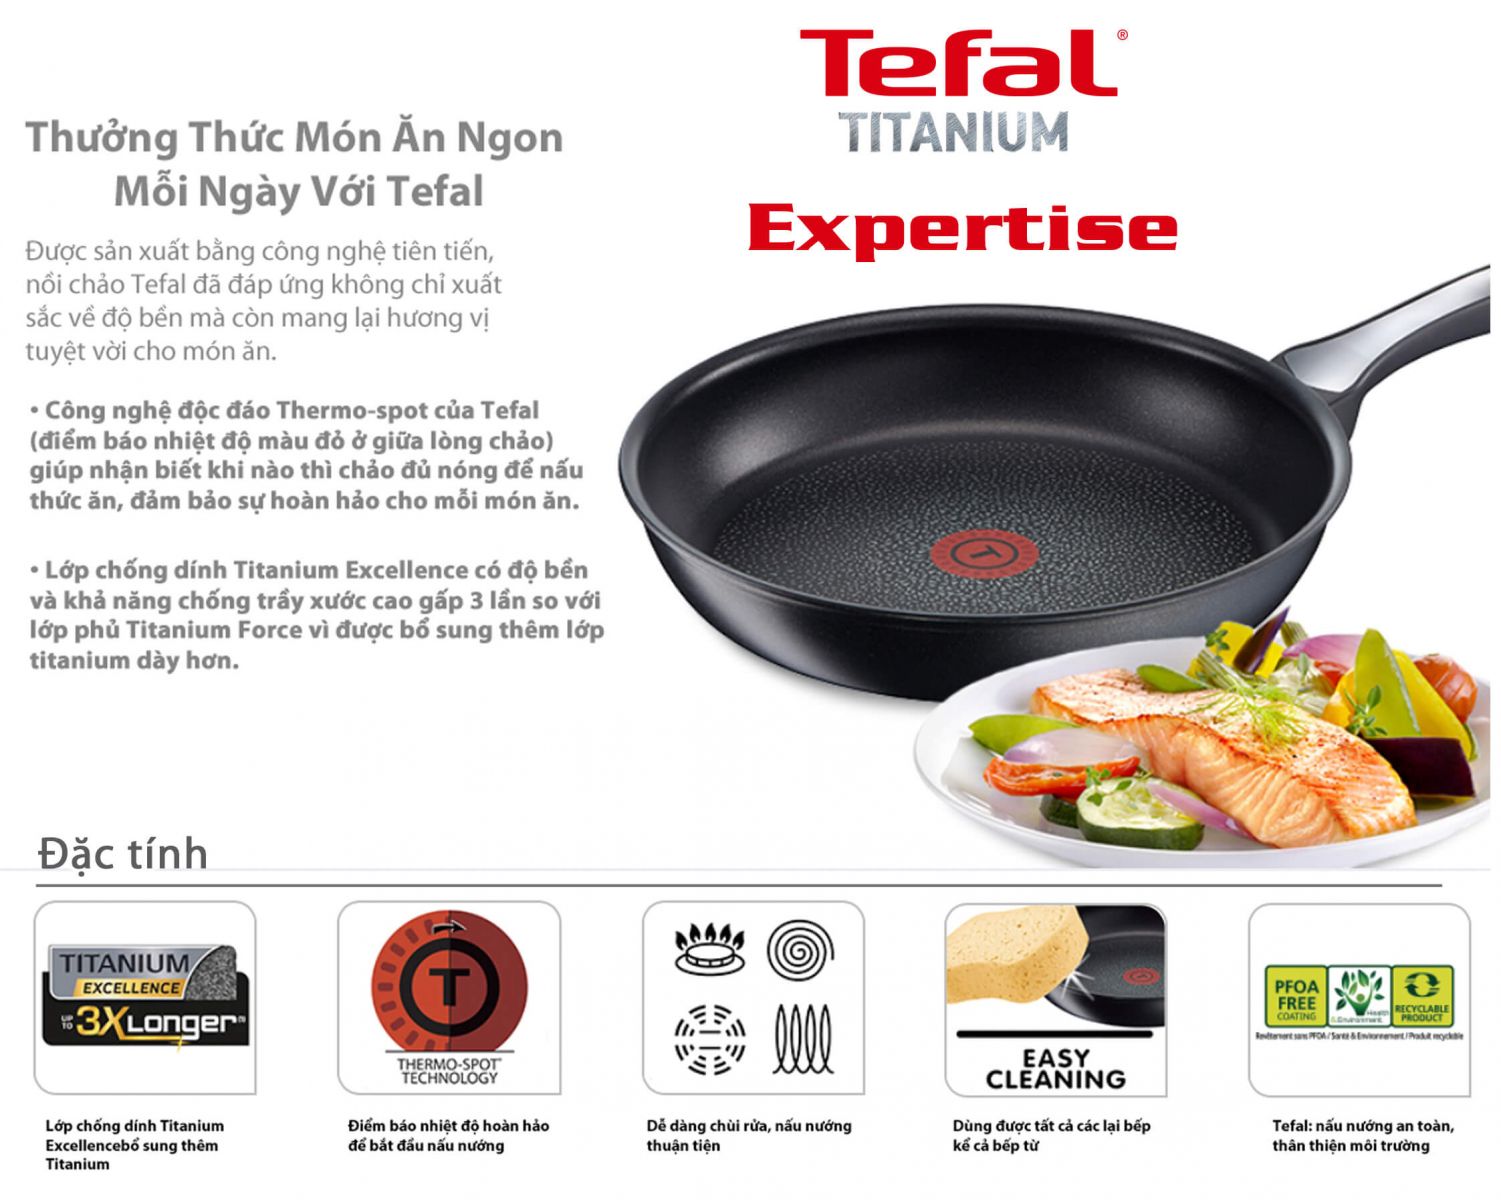 Tefal®
TITANIUM
Expertise
Thưởng Thức Món Ăn Ngon
Mỗi Ngày Với Tefal
Được sản xuất bằng công nghệ tiên tiến,
nồi chảo Tefal đã đáp ứng không chỉ xuất
sắc về độ bền mà còn mang lại hương vị
tuyệt vời cho món ăn.
• Công nghệ độc đáo Thermo-spot của Tefal
(điểm báo nhiệt độ màu đỏ ở giữa lòng chảo)
giúp nhận biết khi nào thì chảo đủ nóng để nấu
thức ăn, đảm bảo sự hoàn hảo cho mỗi món ăn.
• Lớp chống dính Titanium Excellence có độ bền
và khả năng chống trầy xước cao gấp 3 lần so với
lớp phủ Titanium Force vì được bổ sung thêm lớp
titanium dày hơn.
T
Đặc tính
TITANIUM
EXCELLENCE
UP TO 3X Longer
Lớp chống dính Titanium
Excellencebổ sung thêm
Titanium
T
THERMO-SPOT
TECHNOLOGY
Điểm báo nhiệt độ hoàn hảo
để bắt đầu nấu nướng
Dễ dàng chùi rửa, nấu nướng
thuận tiện
EASY
CLEANING
Dùng được tất cả các lại bếp
kể cả bếp từ
PFOA
FREE
COATING
Health
& Environment
RECYCLABLE
PRODUCT
Revêtement sans PFOA / Santé & Environnement / Produit recyclable
Tefal: nấu nướng an toàn,
thân thiện môi trường